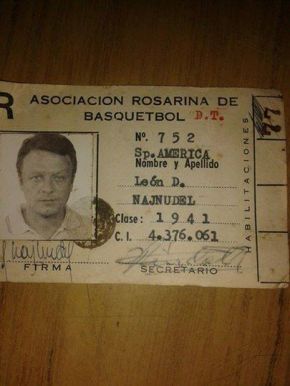 R
ASOCIACION ROSARINA DE
BASQUETBOL D.T.
Nº. 752
Sp. AMERICA
Nombre y Apellido
León D.
NAJNUDEL
Clase: 1941
C.I. 4.376.061
FIRMA
SECRETARIO
HABILITACIONES
77